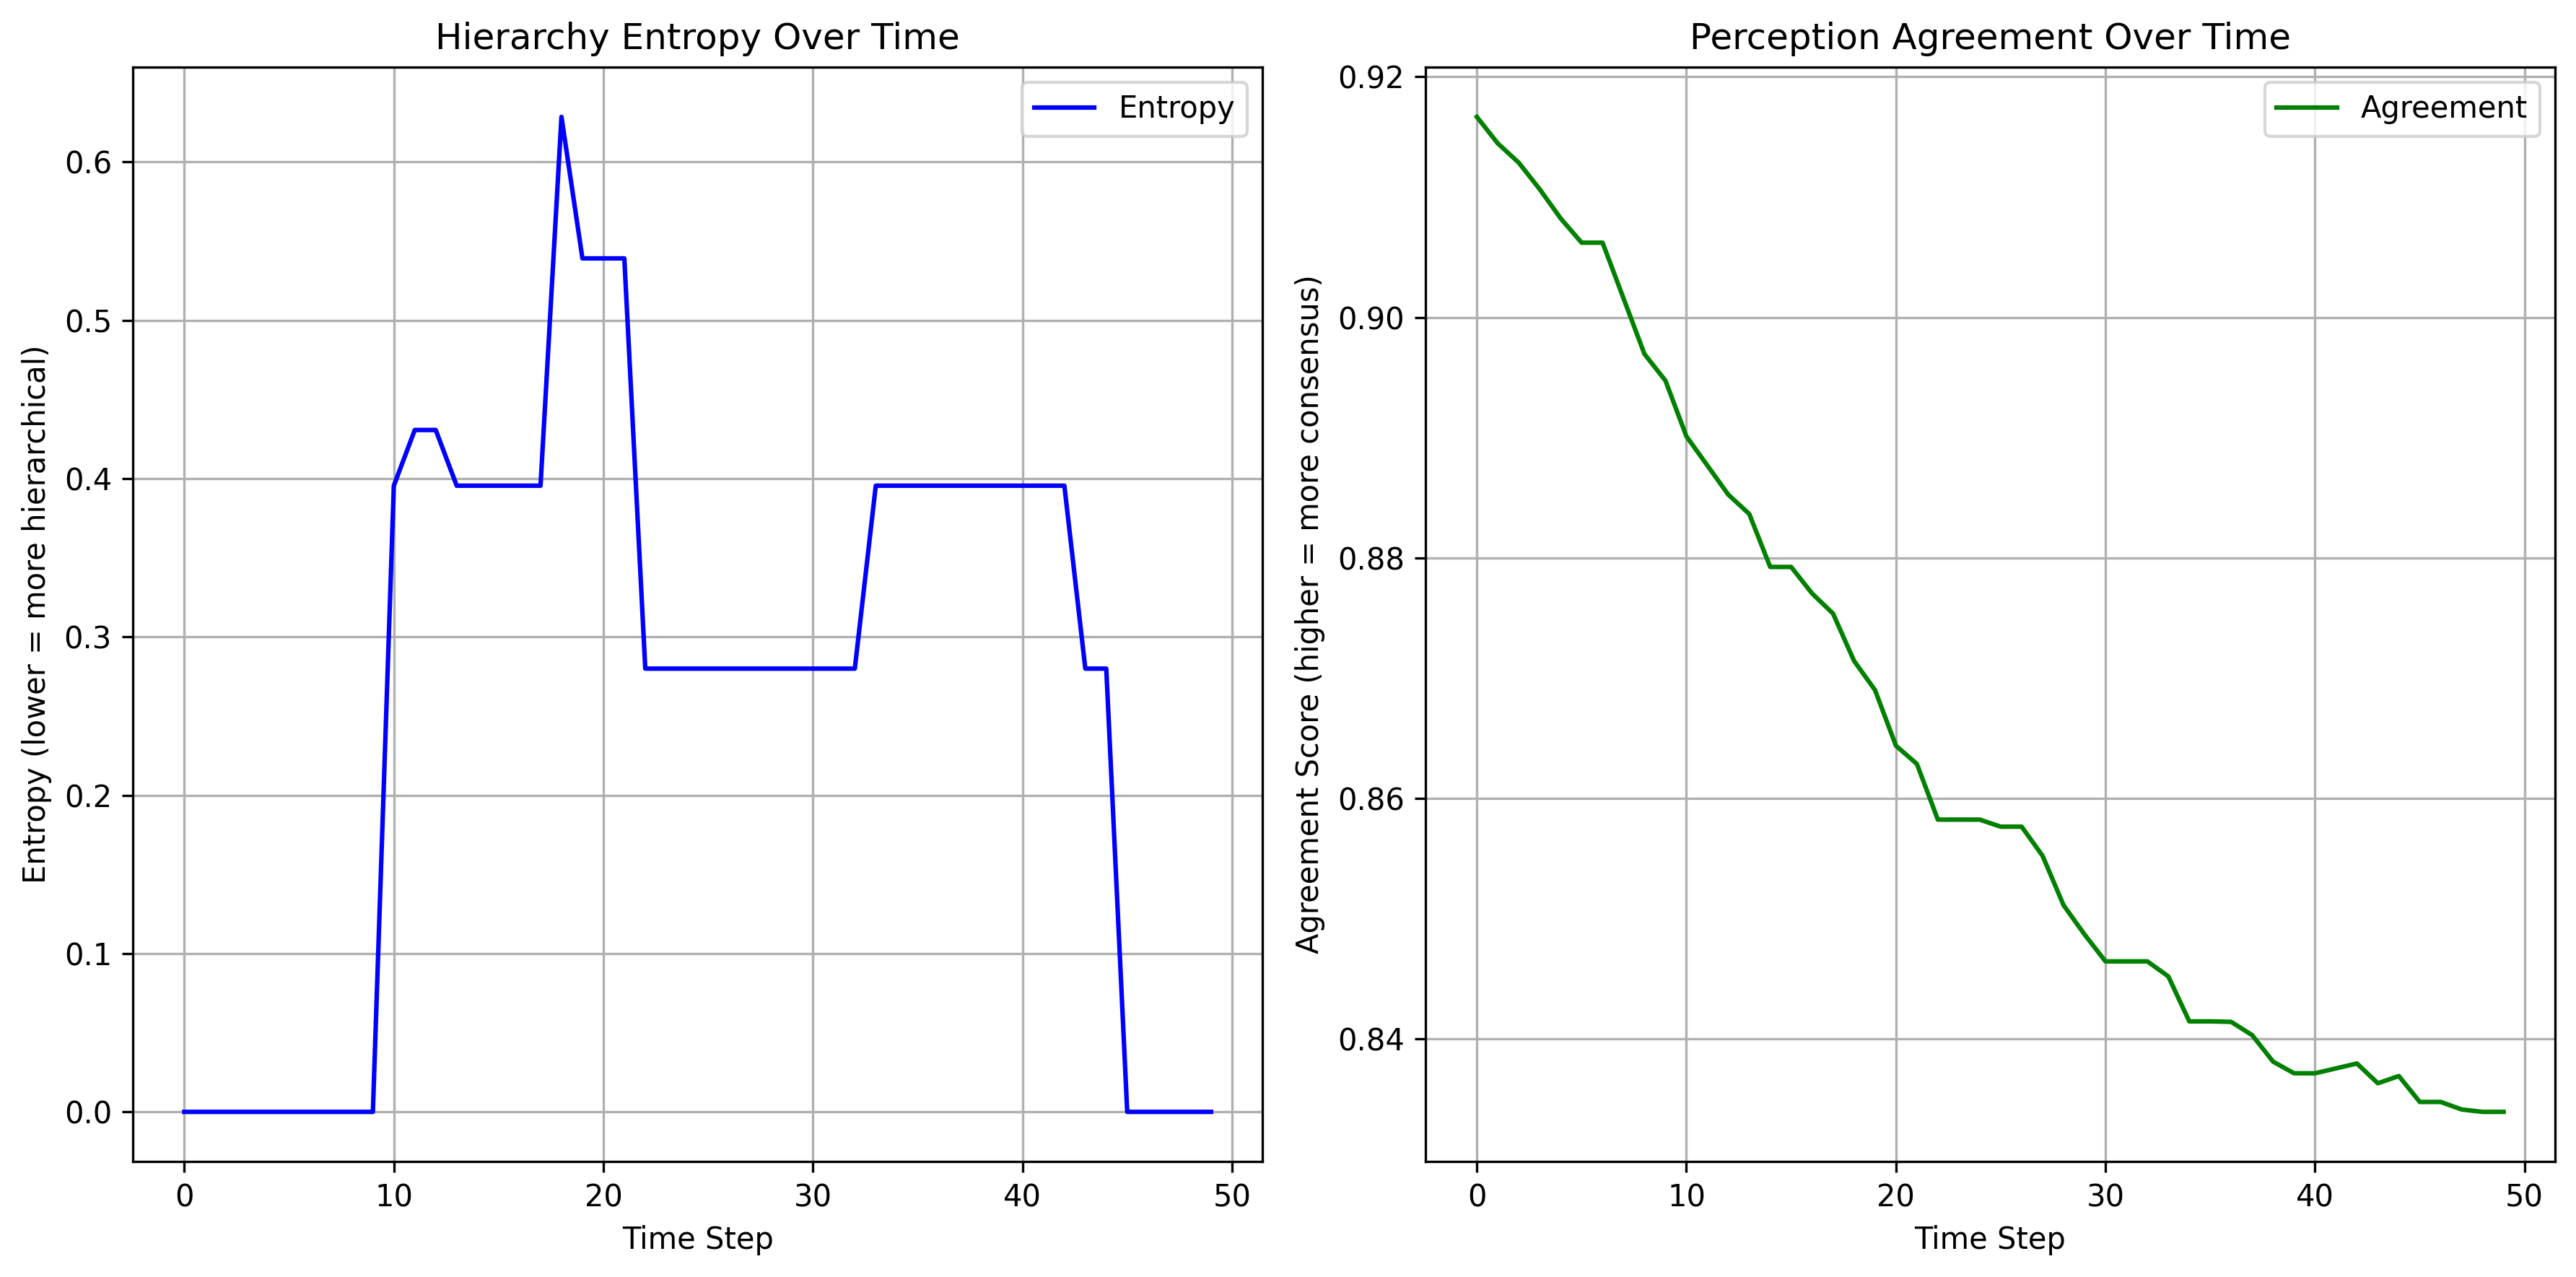 Hierarchy Entropy Over Time
Entropy
Entropy (lower = more hierarchical)
0.6
0.5
0.4
0.3
0.2
0.1
0.0
0 10 20 30 40 50
Time Step
Perception Agreement Over Time
Agreement
Agreement Score (higher = more consensus)
0.92
0.90
0.88
0.86
0.84
0 10 20 30 40 50
Time Step